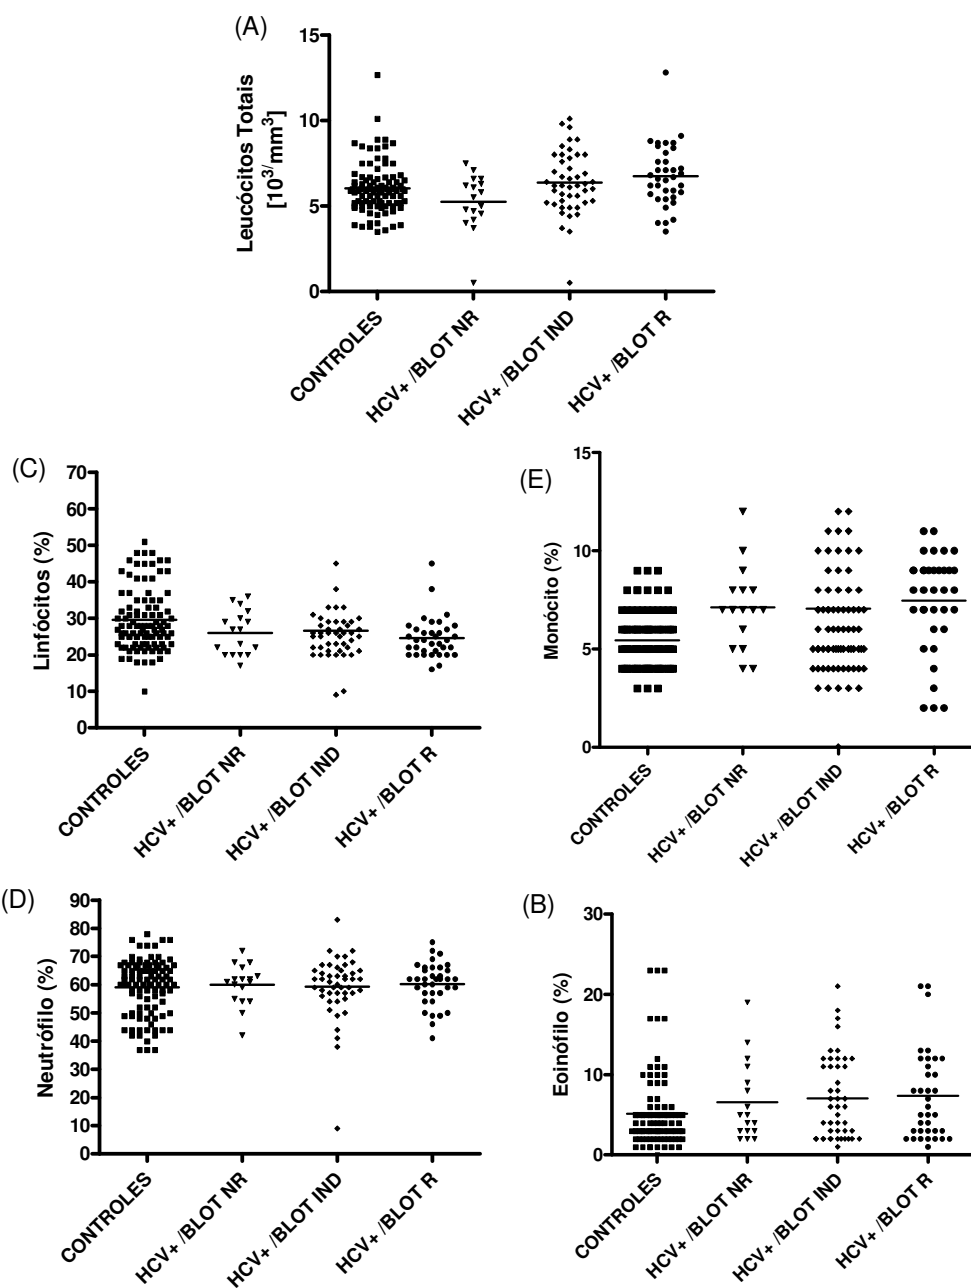 (A)
Leucócitos Totais
[10³/mm³]
15
10
5
0
CONTROLES
HCV+ /BLOT NR
HCV+ /BLOT IND
HCV+ /BLOT R
(C)
Linfócitos (%)
70
60
50
40
30
20
10
0
CONTROLES
HCV+ /BLOT NR
HCV+ /BLOT IND
HCV+ /BLOT R
(E)
Monócito (%)
15
10
5
0
CONTROLES
HCV+ /BLOT NR
HCV+ /BLOT IND
HCV+ /BLOT R
(D)
Neutrófilo (%)
90
80
70
60
50
40
30
20
10
0
CONTROLES
HCV+ /BLOT NR
HCV+ /BLOT IND
HCV+ /BLOT R
(B)
Eoinófilo (%)
30
20
10
0
CONTROLES
HCV+ /BLOT NR
HCV+ /BLOT IND
HCV+ /BLOT R